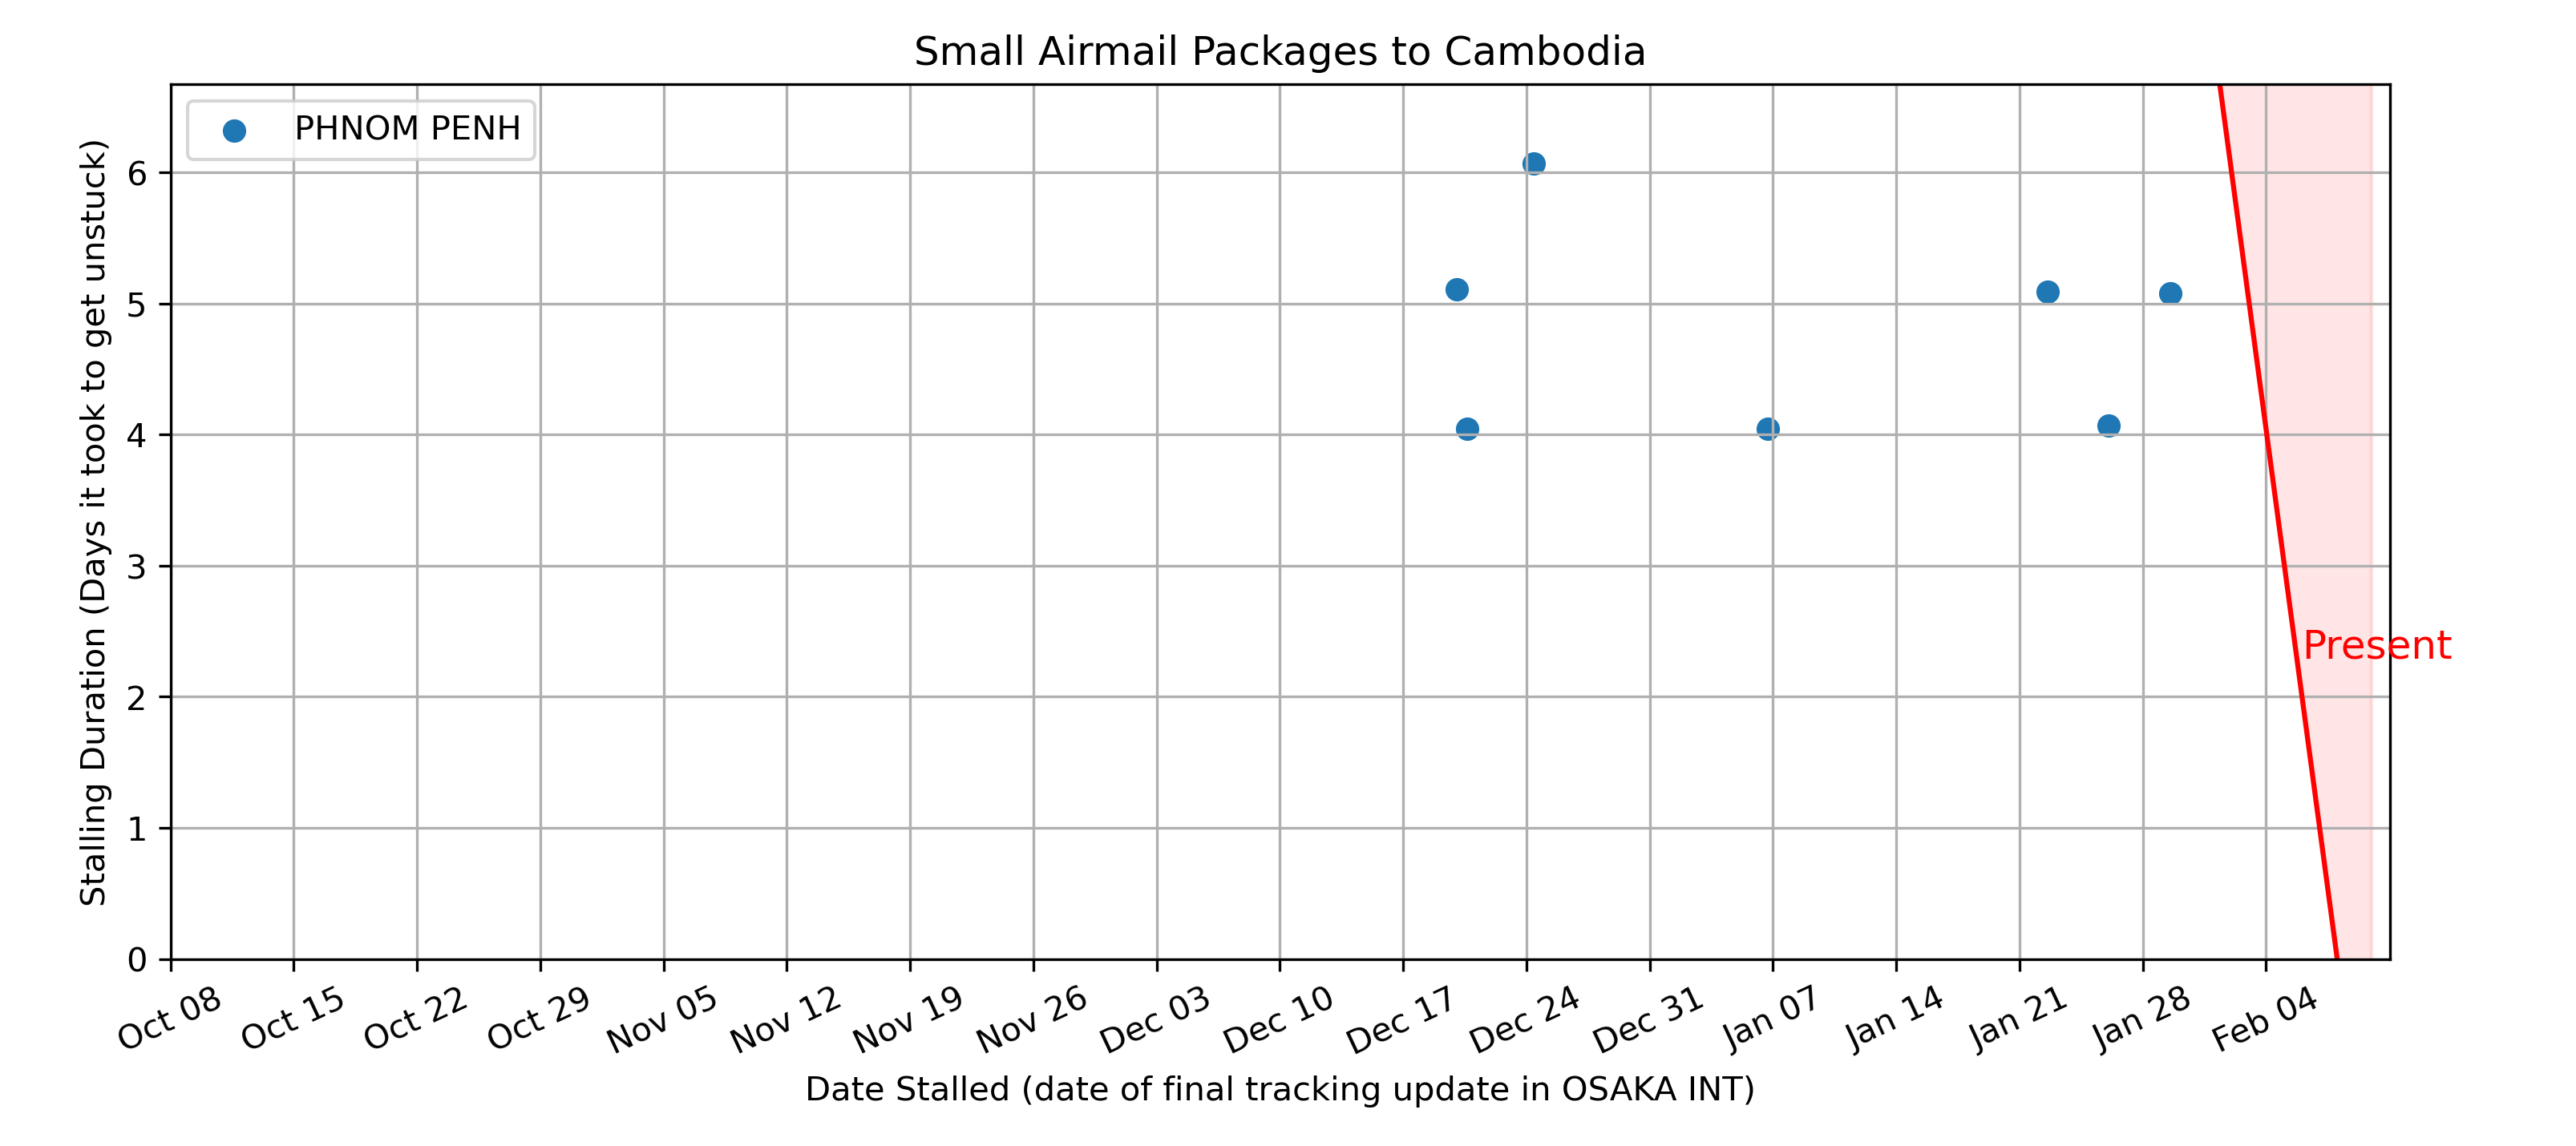 Small Airmail Packages to Cambodia
PHNOM PENH
Stalling Duration (Days it took to get unstuck)
6
5
4
3
2
1
0
Present
Oct 08
Oct 15
Oct 22
Oct 29
Nov 05
Nov 12
Nov 19
Nov 26
Dec 03
Dec 10
Dec 17
Dec 24
Dec 31
Jan 07
Jan 14
Jan 21
Jan 28
Feb 04
Date Stalled (date of final tracking update in OSAKA INT)